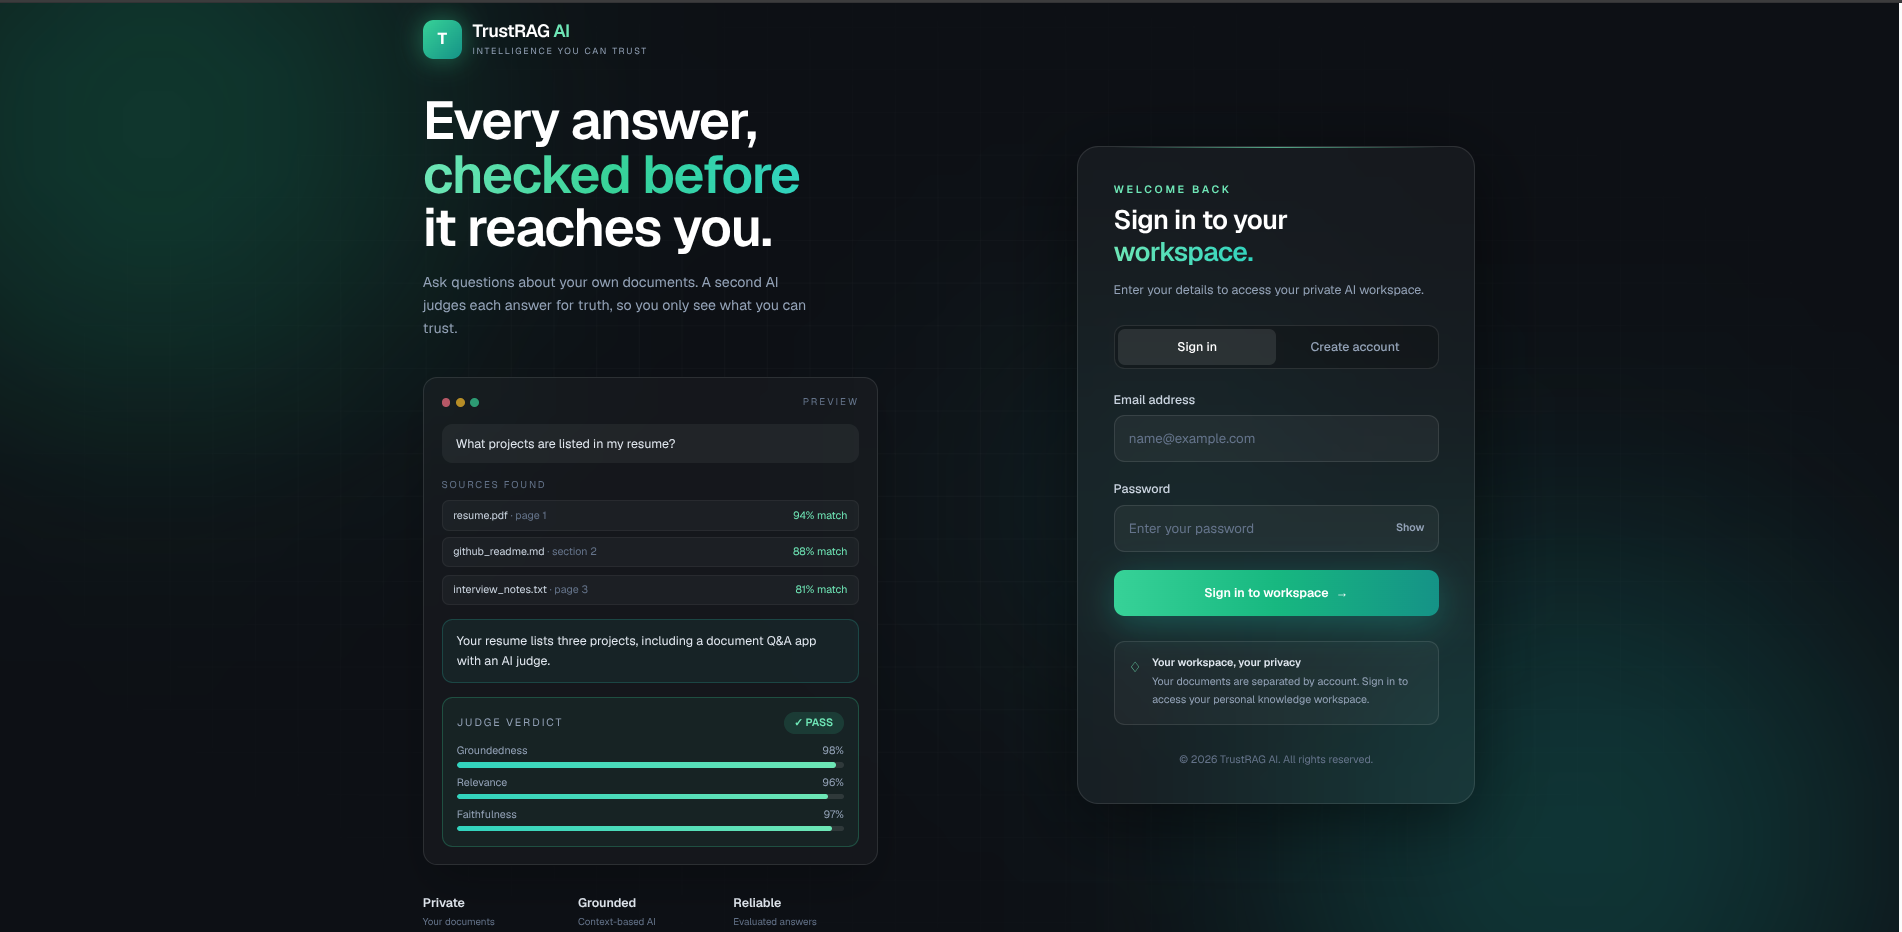 T
TrustRAG AI
INTELLIGENCE YOU CAN TRUST
Every answer,
checked before
it reaches you.
Ask questions about your own documents. A second AI
judges each answer for truth, so you only see what you can
trust.
PREVIEW
What projects are listed in my resume?
SOURCES FOUND
resume.pdf · page 1 94% match
github_readme.md · section 2 88% match
interview_notes.txt · page 3 81% match
Your resume lists three projects, including a document Q&A app
with an AI judge.
JUDGE VERDICT ✓ PASS
Groundedness 98%
Relevance 96%
Faithfulness 97%
Private Grounded Reliable
Your documents Context-based AI Evaluated answers
WELCOME BACK
Sign in to your
workspace.
Enter your details to access your private AI workspace.
Sign in Create account
Email address
name@example.com
Password
Enter your password Show
Sign in to workspace →
Your workspace, your privacy
Your documents are separated by account. Sign in to
access your personal knowledge workspace.
© 2026 TrustRAG AI. All rights reserved.